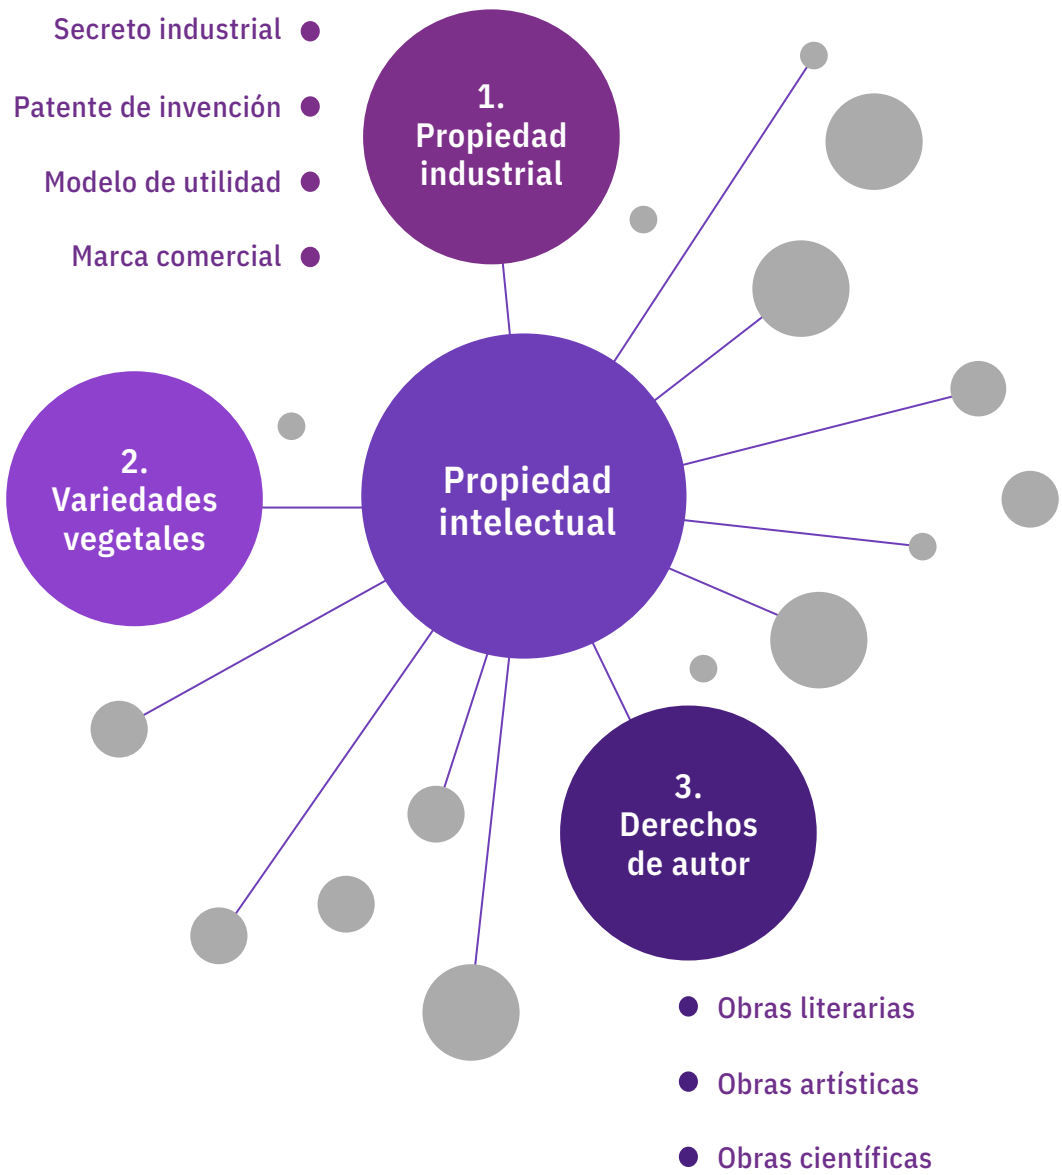 Secreto industrial
Patente de invención
Modelo de utilidad
Marca comercial
1.
Propiedad
industrial
2.
Variedades
vegetales
Propiedad
intelectual
3.
Derechos
de autor
Obras literarias
Obras artísticas
Obras científicas